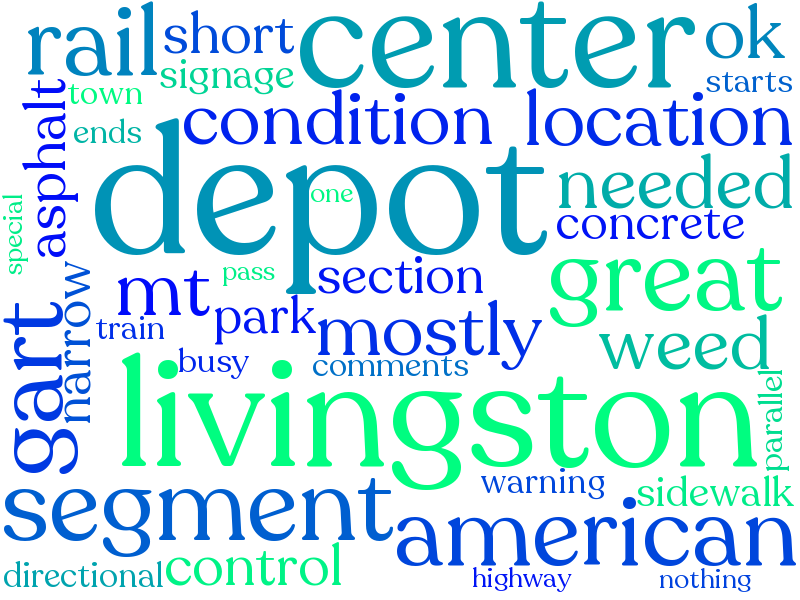 rail short center ok
signage starts
town
asphalt ends condition location
depot needed
special one concrete
pass section great
narrow mt park mostly
train weed
gart busy comments
livingston parallel
warning
segment sidewalk
american
directional control highway nothing